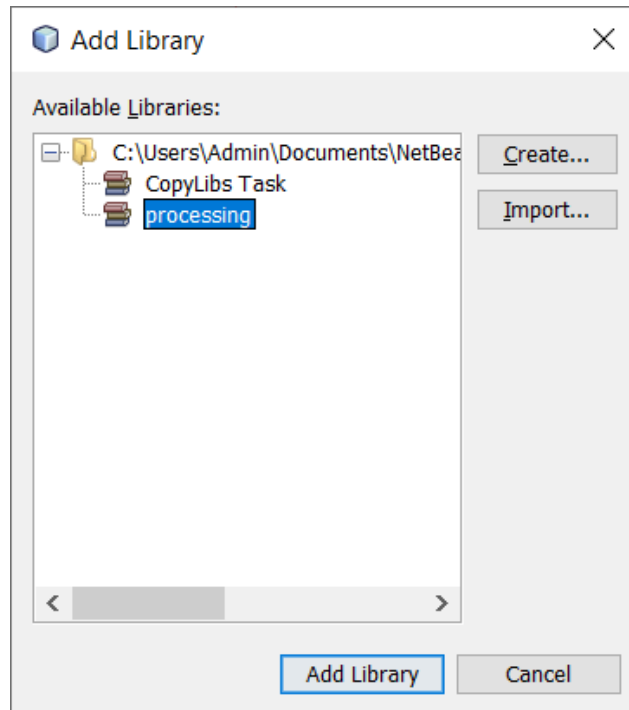 Add Library
Available Libraries:
C:\Users\Admin\Documents\NetBea
Create...
CopyLibs Task
processing
Import...
Add Library
Cancel